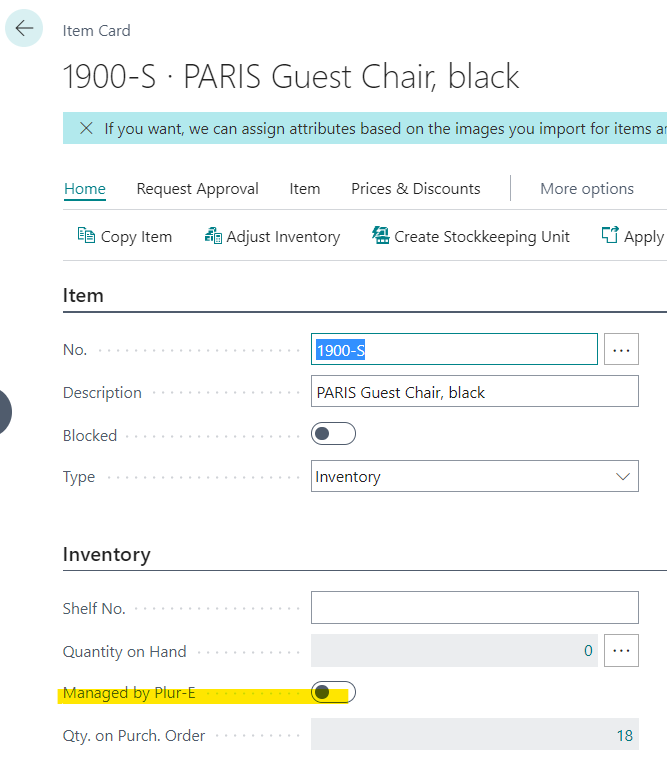 Item Card
1900-S · PARIS Guest Chair, black
If you want, we can assign attributes based on the images you import for items
Home Request Approval Item Prices & Discounts More options
Copy Item Adjust Inventory Create Stockkeeping Unit Apply
Item
No. 1900-S ...
Description PARIS Guest Chair, black
Blocked
Type Inventory
Inventory
Shelf No.
Quantity on Hand 0 ...
Managed by Plur-E
Qty. on Purch. Order 18